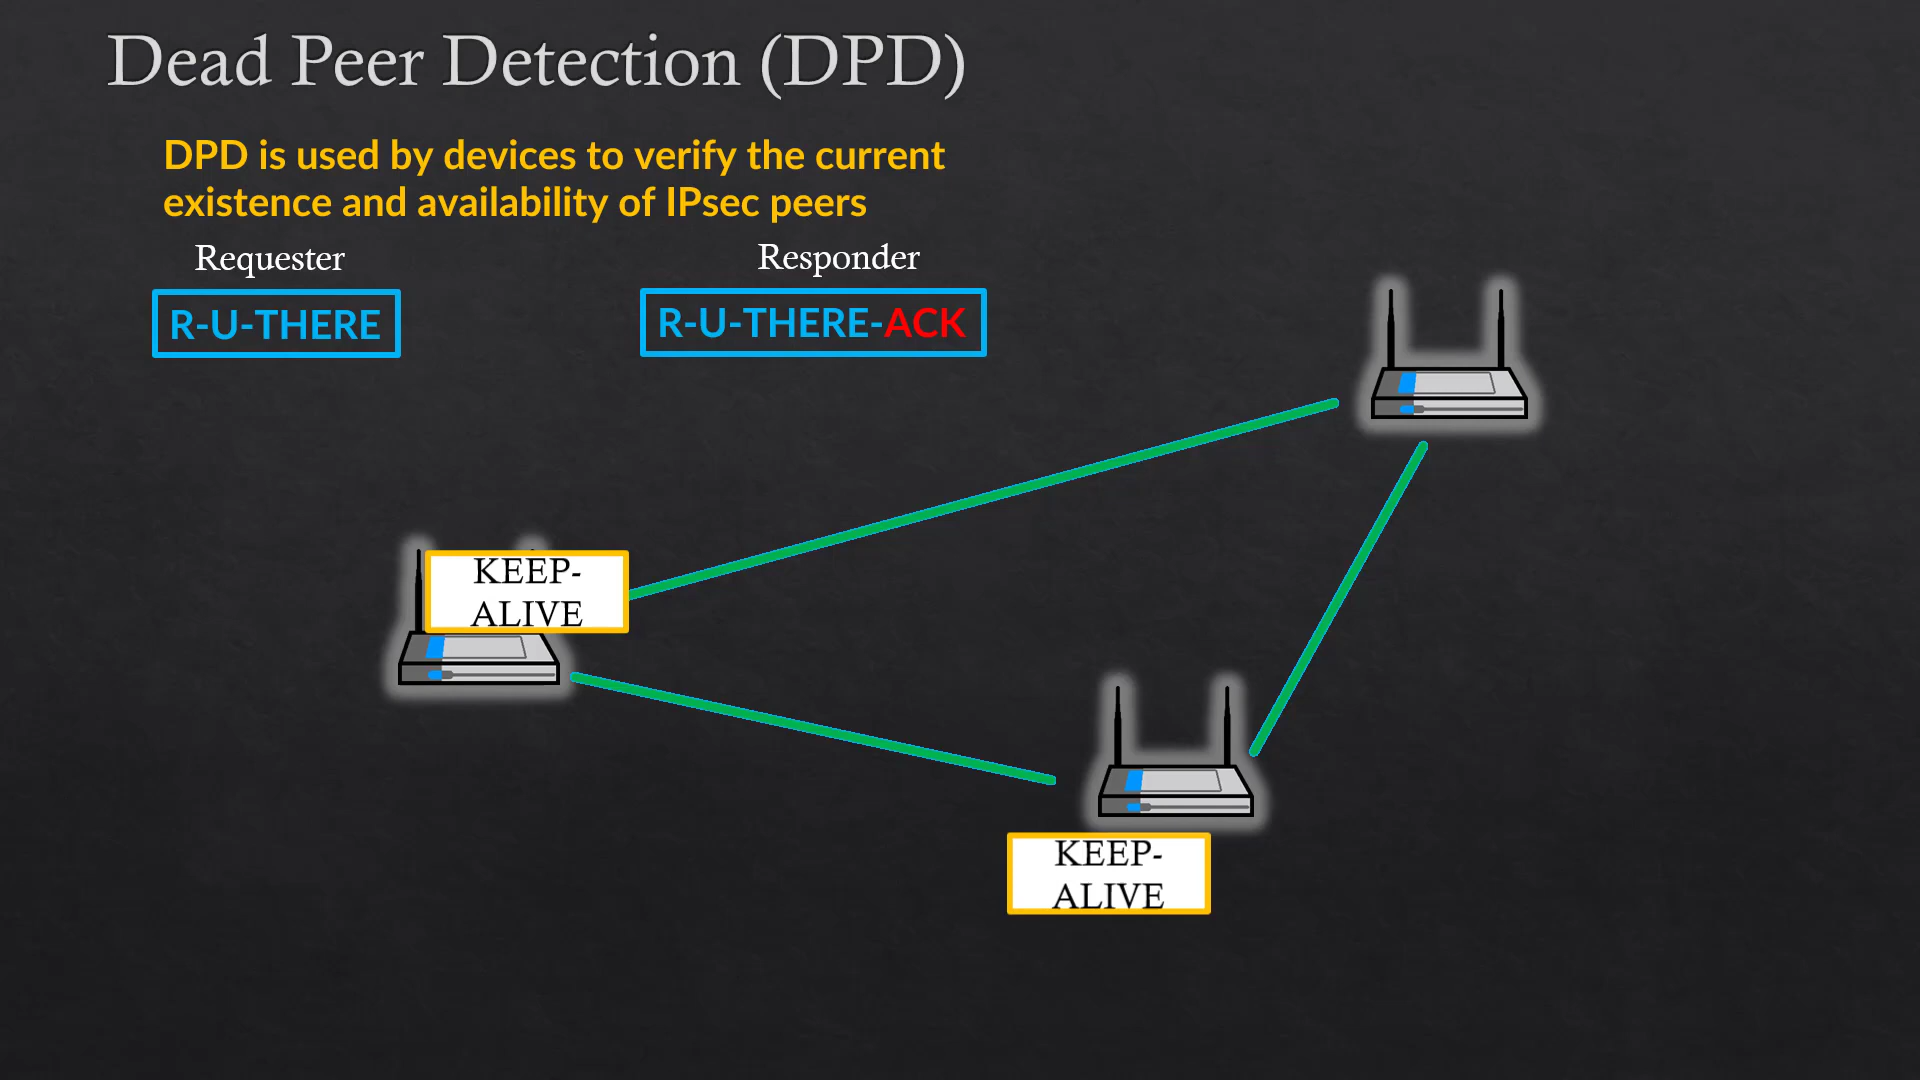 Dead Peer Detection (DPD)
DPD is used by devices to verify the current
existence and availability of IPsec peers
Requester
Responder
R-U-THERE
R-U-THERE-ACK
KEEP-
ALIVE
KEEP-
ALIVE